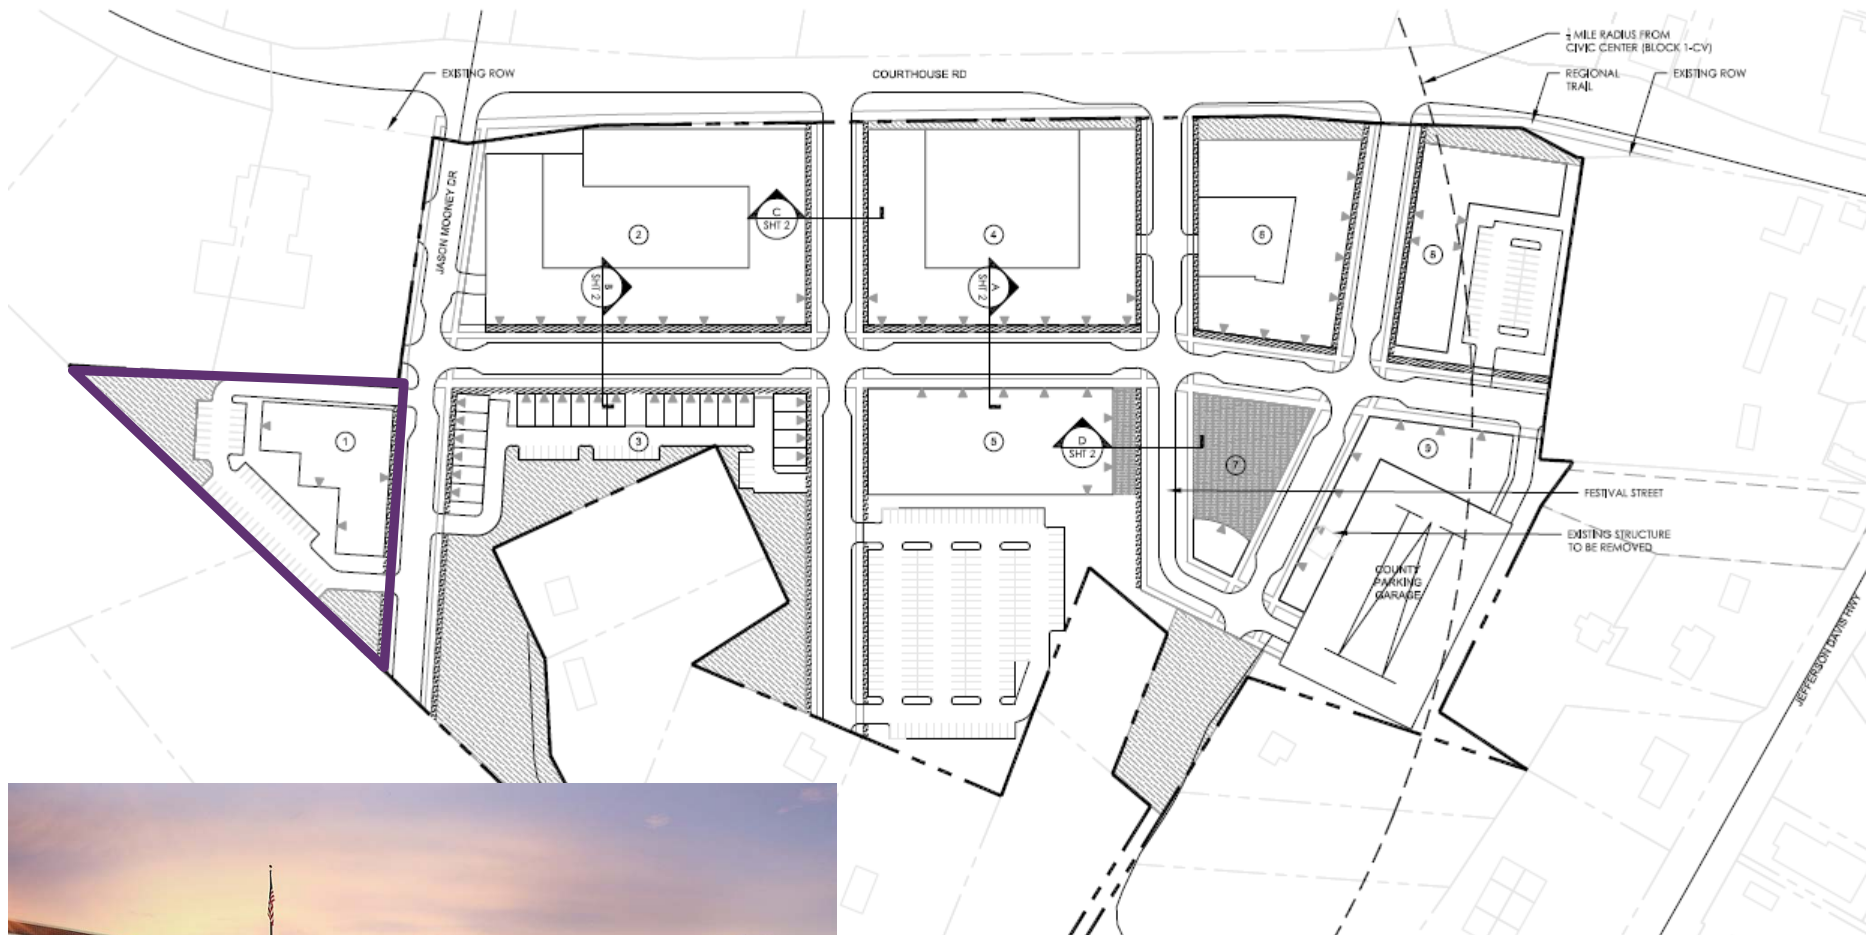 ¼ MILE RADIUS FROM
CIVIC CENTER (BLOCK 1-CV)
EXISTING ROW
COURTHOUSE RD
REGIONAL
TRAIL
EXISTING ROW
JASON MOONEY DR
C
SHT 2
2
4
6
8
B
SHT 2
A
SHT 2
1
3
5
D
SHT 2
7
9
FESTIVAL STREET
EXISTING STRUCTURE
TO BE REMOVED
COUNTY
PARKING
GARAGE
JEFFERSON DAVIS HWY